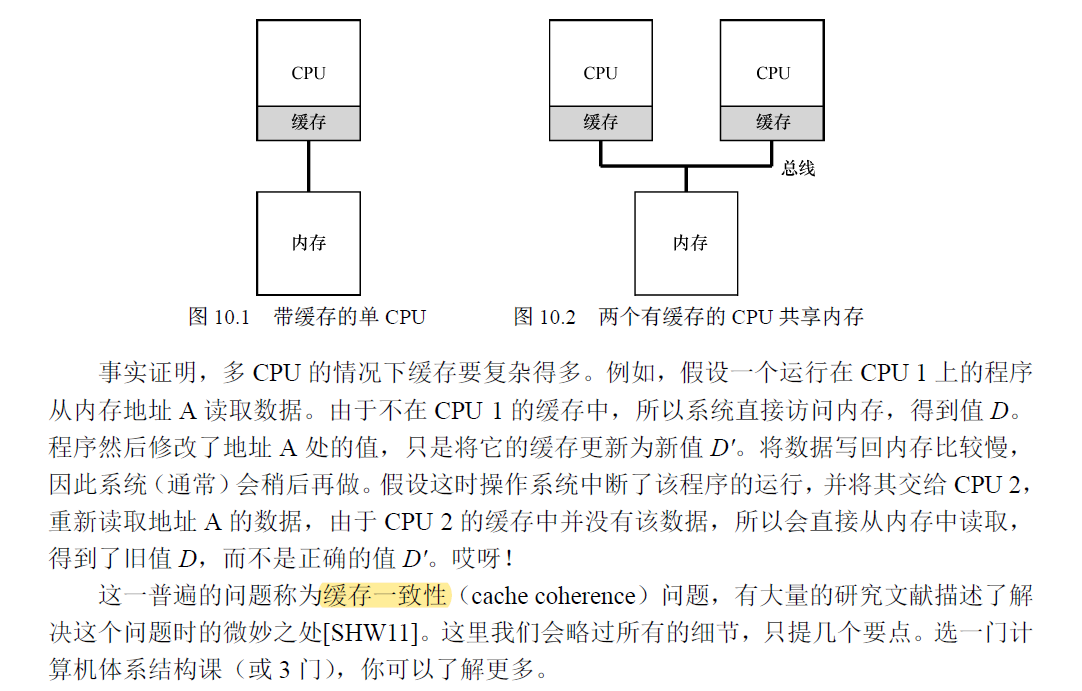 CPU
缓存
内存
CPU
缓存
CPU
缓存
总线
内存
图 10.1 带缓存的单 CPU
图 10.2 两个有缓存的 CPU 共享内存
事实证明，多 CPU 的情况下缓存要复杂得多。例如，假设一个运行在 CPU 1 上的程序
从内存地址 A 读取数据。由于不在 CPU 1 的缓存中，所以系统直接访问内存，得到值 D。
程序然后修改了地址 A 处的值，只是将它的缓存更新为新值 D′。将数据写回内存比较慢，
因此系统（通常）会稍后再做。假设这时操作系统中断了该程序的运行，并将其交给 CPU 2，
重新读取地址 A 的数据，由于 CPU 2 的缓存中并没有该数据，所以会直接从内存中读取，
得到了旧值 D，而不是正确的值 D′。哎呀！
这一普遍的问题称为缓存一致性（cache coherence）问题，有大量的研究文献描述了解
决这个问题时的微妙之处[SHW11]。这里我们会略过所有的细节，只提几个要点。选一门计
算机体系结构课（或 3 门），你可以了解更多。